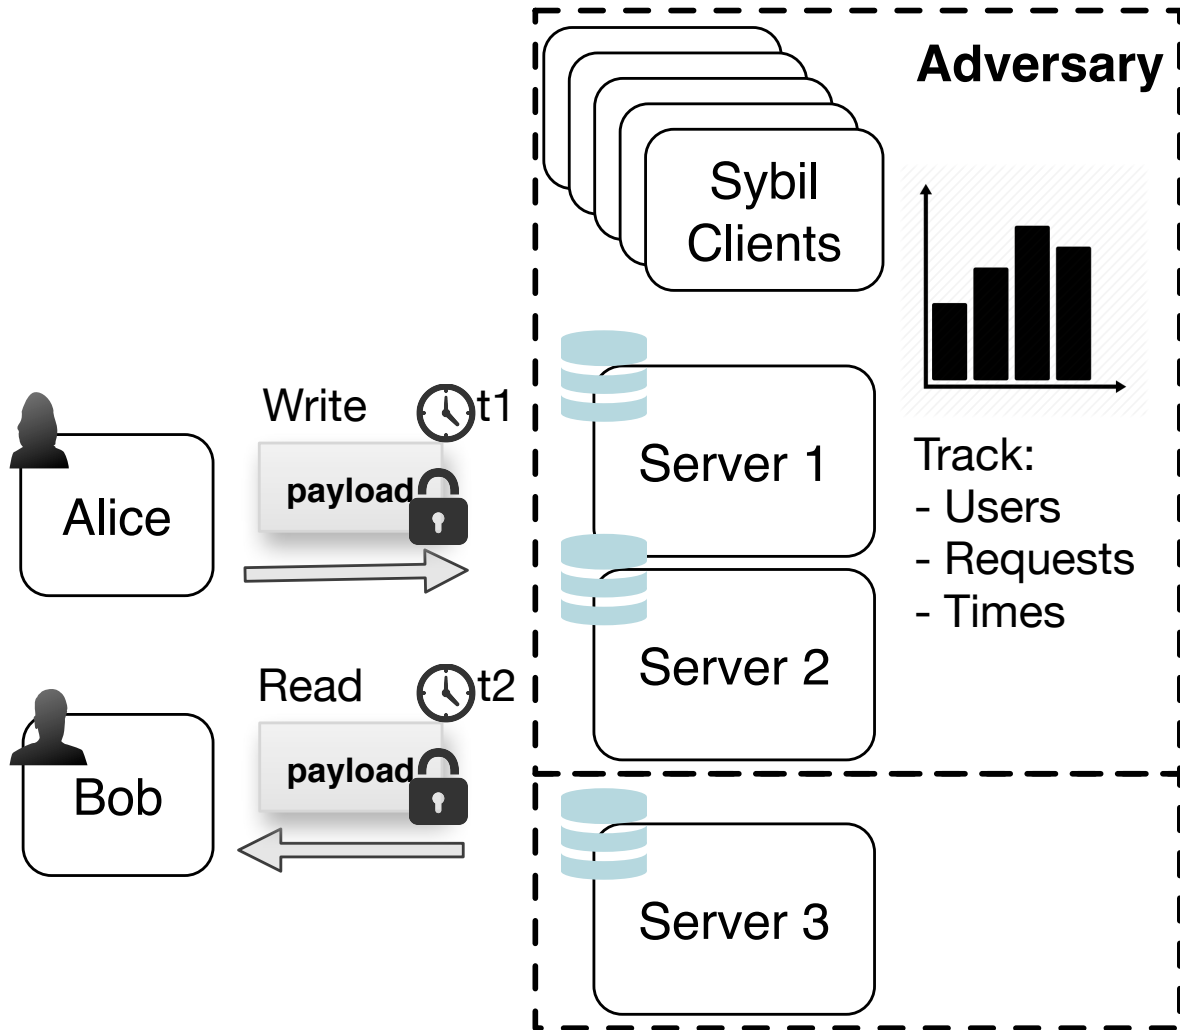 Adversary
Sybil
Clients
Write
t1
payload
Alice
Server 1
Track:
- Users
- Requests
- Times
Server 2
Read
t2
payload
Bob
Server 3